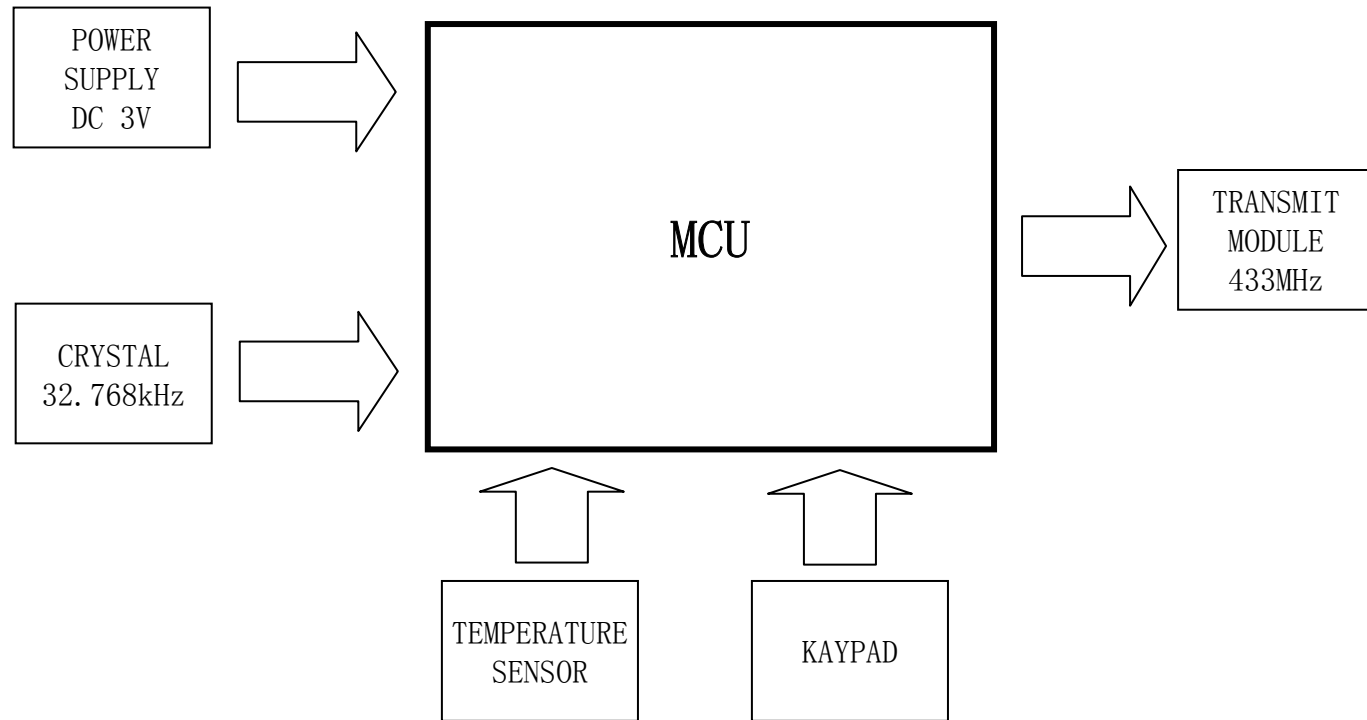 POWER
SUPPLY
DC 3V
MCU
TRANSMIT
MODULE
433MHz
CRYSTAL
32.768kHz
TEMPERATURE
SENSOR
KAYPAD